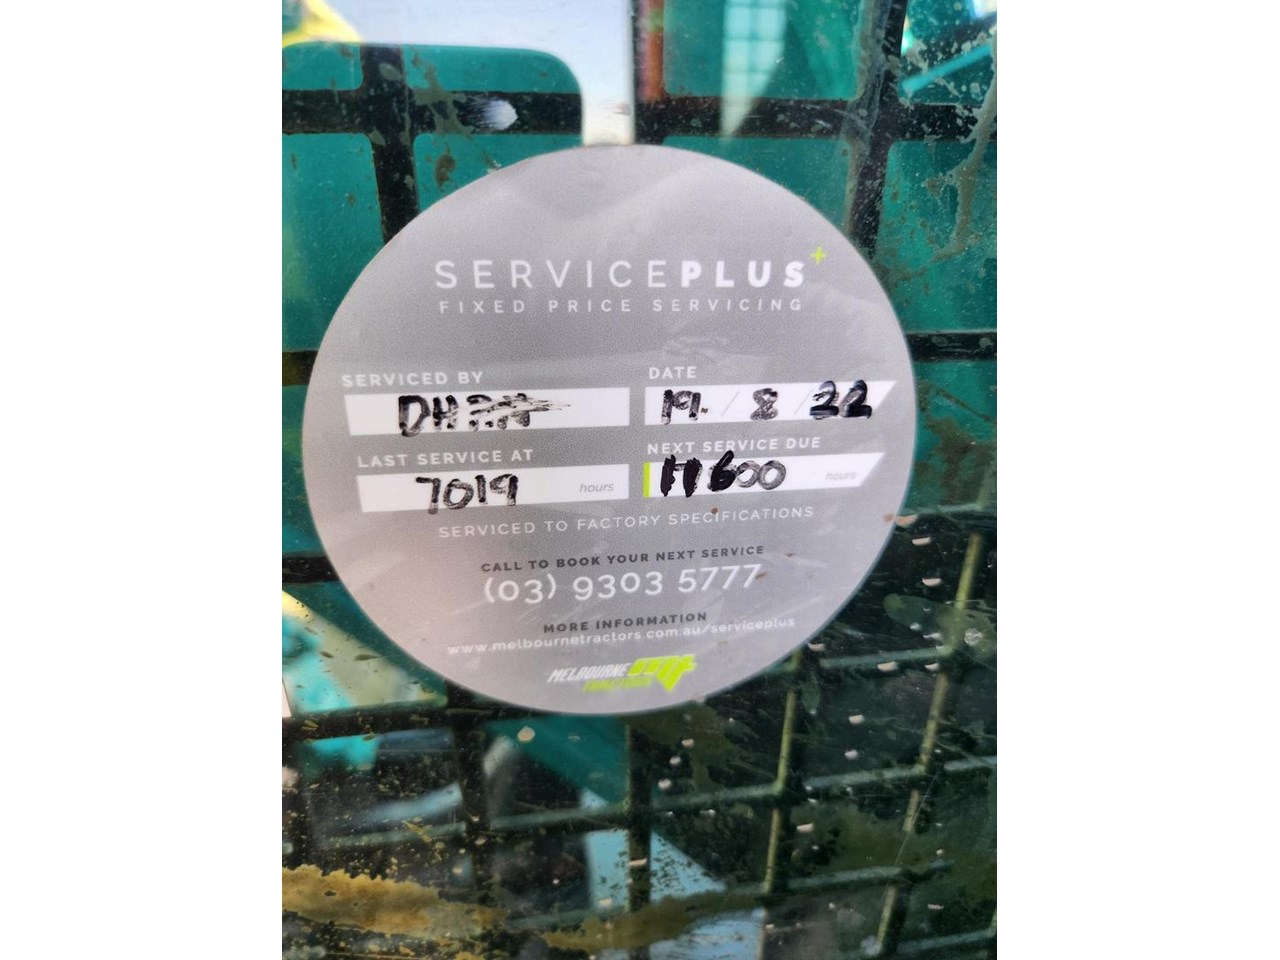 SERVICEPLUS+
FIXED PRICE SERVICING
SERVICED BY
DATE
DH
19. / 8 / 22
LAST SERVICE AT
NEXT SERVICE DUE
7019 hours
hours
SERVICED TO FACTORY SPECIFICATIONS
CALL TO BOOK YOUR NEXT SERVICE
(03) 9303 5777
MORE INFORMATION
www.melbournetractors.com.au/serviceplus
MELBOURNE
TRACTORS